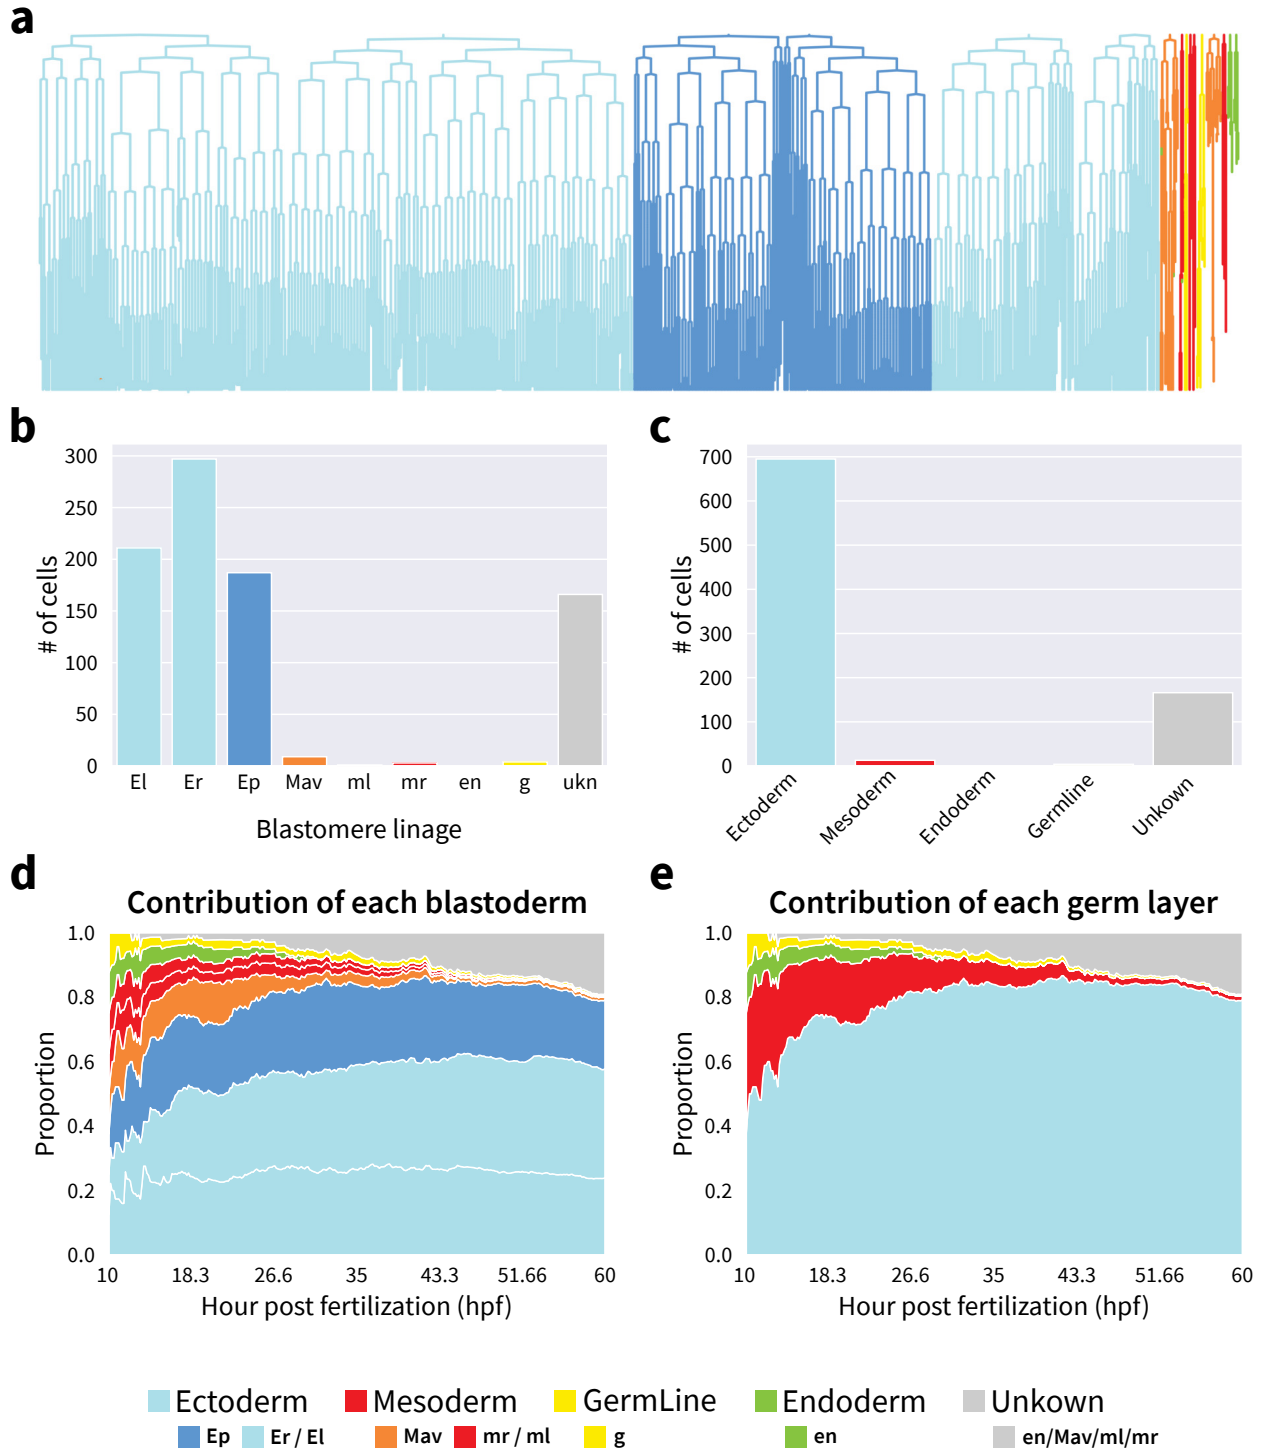 a
b
300
250
200
150
100
50
0
# of cells
El Er Ep Mav ml mr en g ukn
Blastomere linage
c
700
600
500
400
300
200
100
0
# of cells
Ectoderm Mesoderm Endoderm Germline Unkown
d
Contribution of each blastoderm
1.0
0.8
0.6
0.4
0.2
0.0
Proportion
10 18.3 26.6 35 43.3 51.66 60
Hour post fertilization (hpf)
e
Contribution of each germ layer
1.0
0.8
0.6
0.4
0.2
0.0
Proportion
10 18.3 26.6 35 43.3 51.66 60
Hour post fertilization (hpf)
Ectoderm Mesoderm GermLine Endoderm Unkown
Ep Er / El Mav mr / ml g en en/Mav/ml/mr